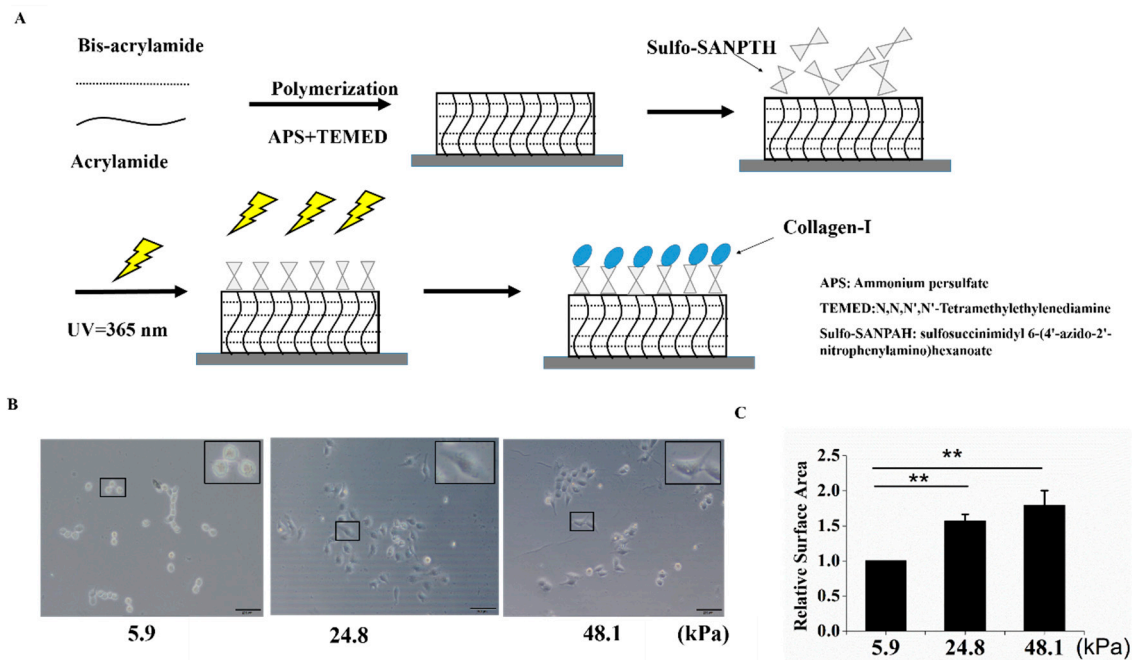 A
Bis-acrylamide
Acrylamide
Polymerization
APS+TEMED
Sulfo-SANPTH
UV=365 nm
Collagen-I
APS: Ammonium persulfate
TEMED:N,N,N',N'-Tetramethylethylenediamine
Sulfo-SANPAH: sulfosuccinimidyl 6-(4'-azido-2'-
nitrophenylamino)hexanoate
B
5.9
24.8
48.1
(kPa)
C
Relative Surface Area
2.5
2.0
1.5
1.0
0.5
0.0
**
**
5.9
24.8
48.1
(kPa)